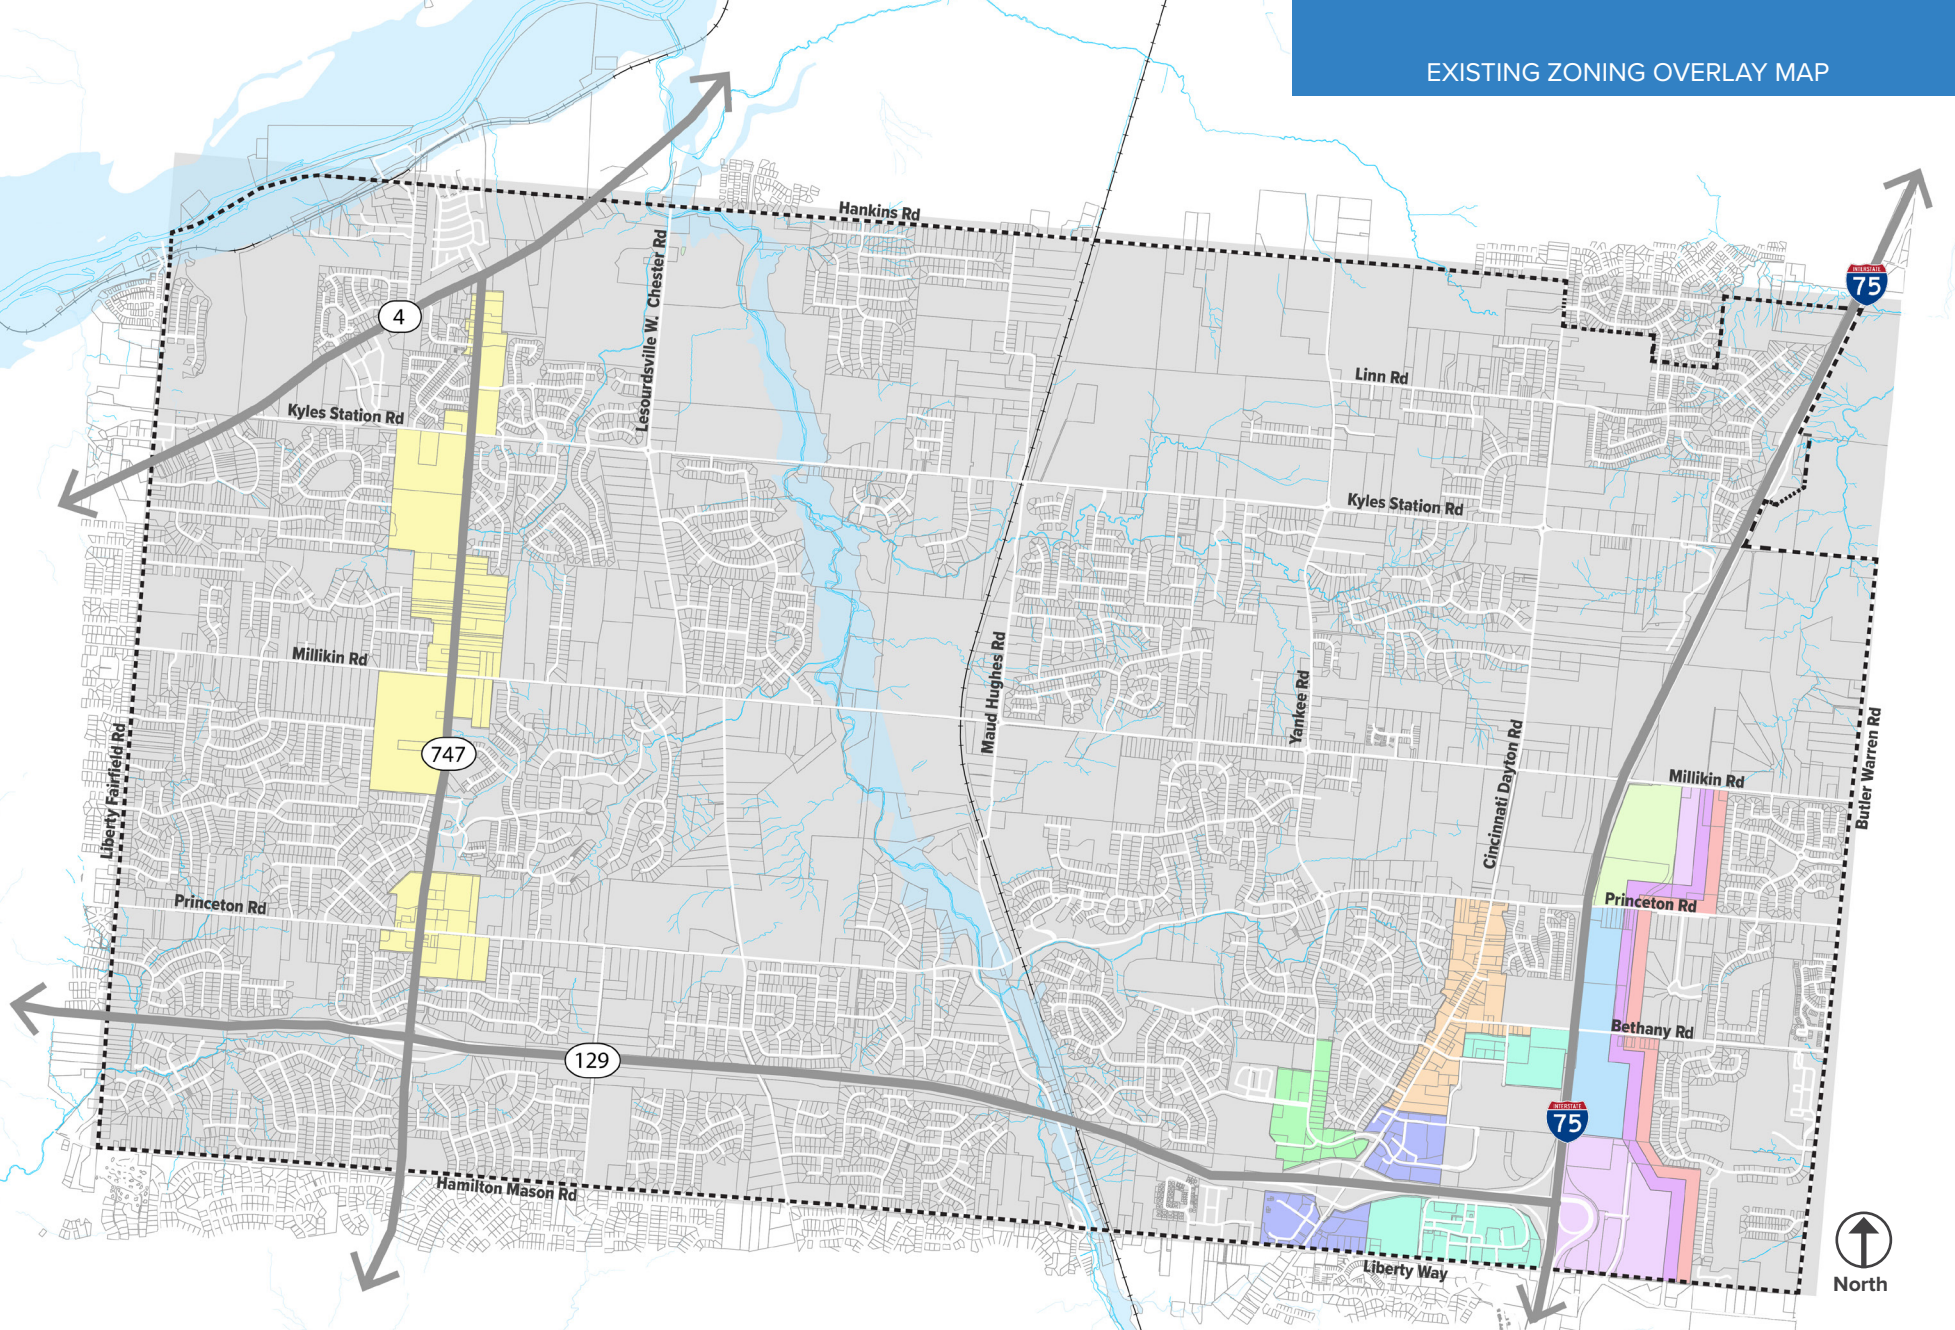 EXISTING ZONING OVERLAY MAP
Hankins Rd
INTERSTATE
75
4
Lesourdsville W. Chester Rd
Linn Rd
Kyles Station Rd
Kyles Station Rd
Millikin Rd
Maud Hughes Rd
Yankee Rd
Cincinnati Dayton Rd
Butler Warren Rd
Liberty Fairfield Rd
747
Millikin Rd
Princeton Rd
Princeton Rd
Bethany Rd
129
INTERSTATE
75
Hamilton Mason Rd
Liberty Way
North